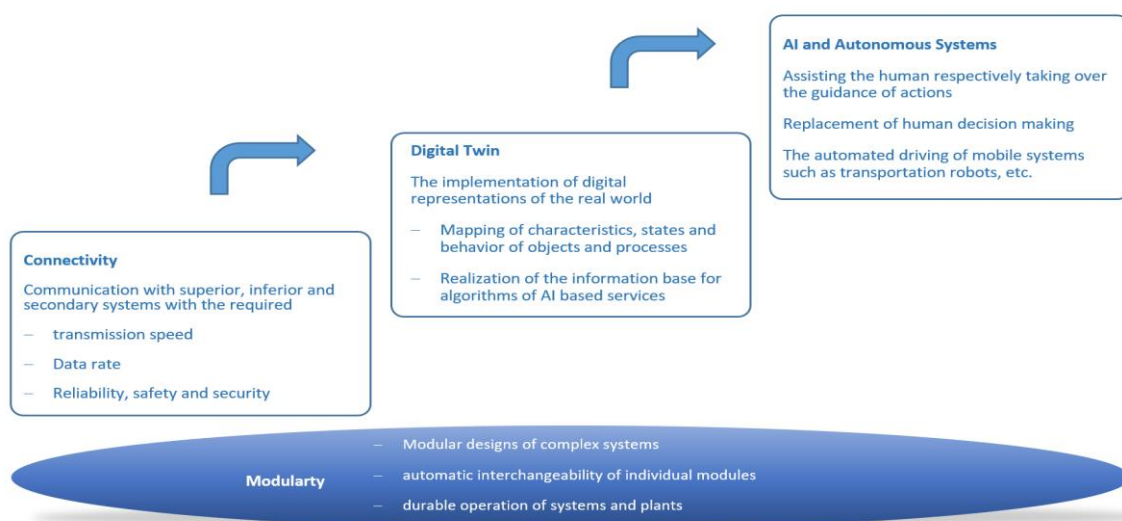 Connectivity
Communication with superior, inferior and
secondary systems with the required
– transmission speed
– Data rate
– Reliability, safety and security
Digital Twin
The implementation of digital
representations of the real world
– Mapping of characteristics, states and
behavior of objects and processes
– Realization of the information base for
algorithms of AI based services
AI and Autonomous Systems
Assisting the human respectively taking over
the guidance of actions
Replacement of human decision making
The automated driving of mobile systems
such as transportation robots, etc.
Modularty
– Modular designs of complex systems
– automatic interchangeability of individual modules
– durable operation of systems and plants